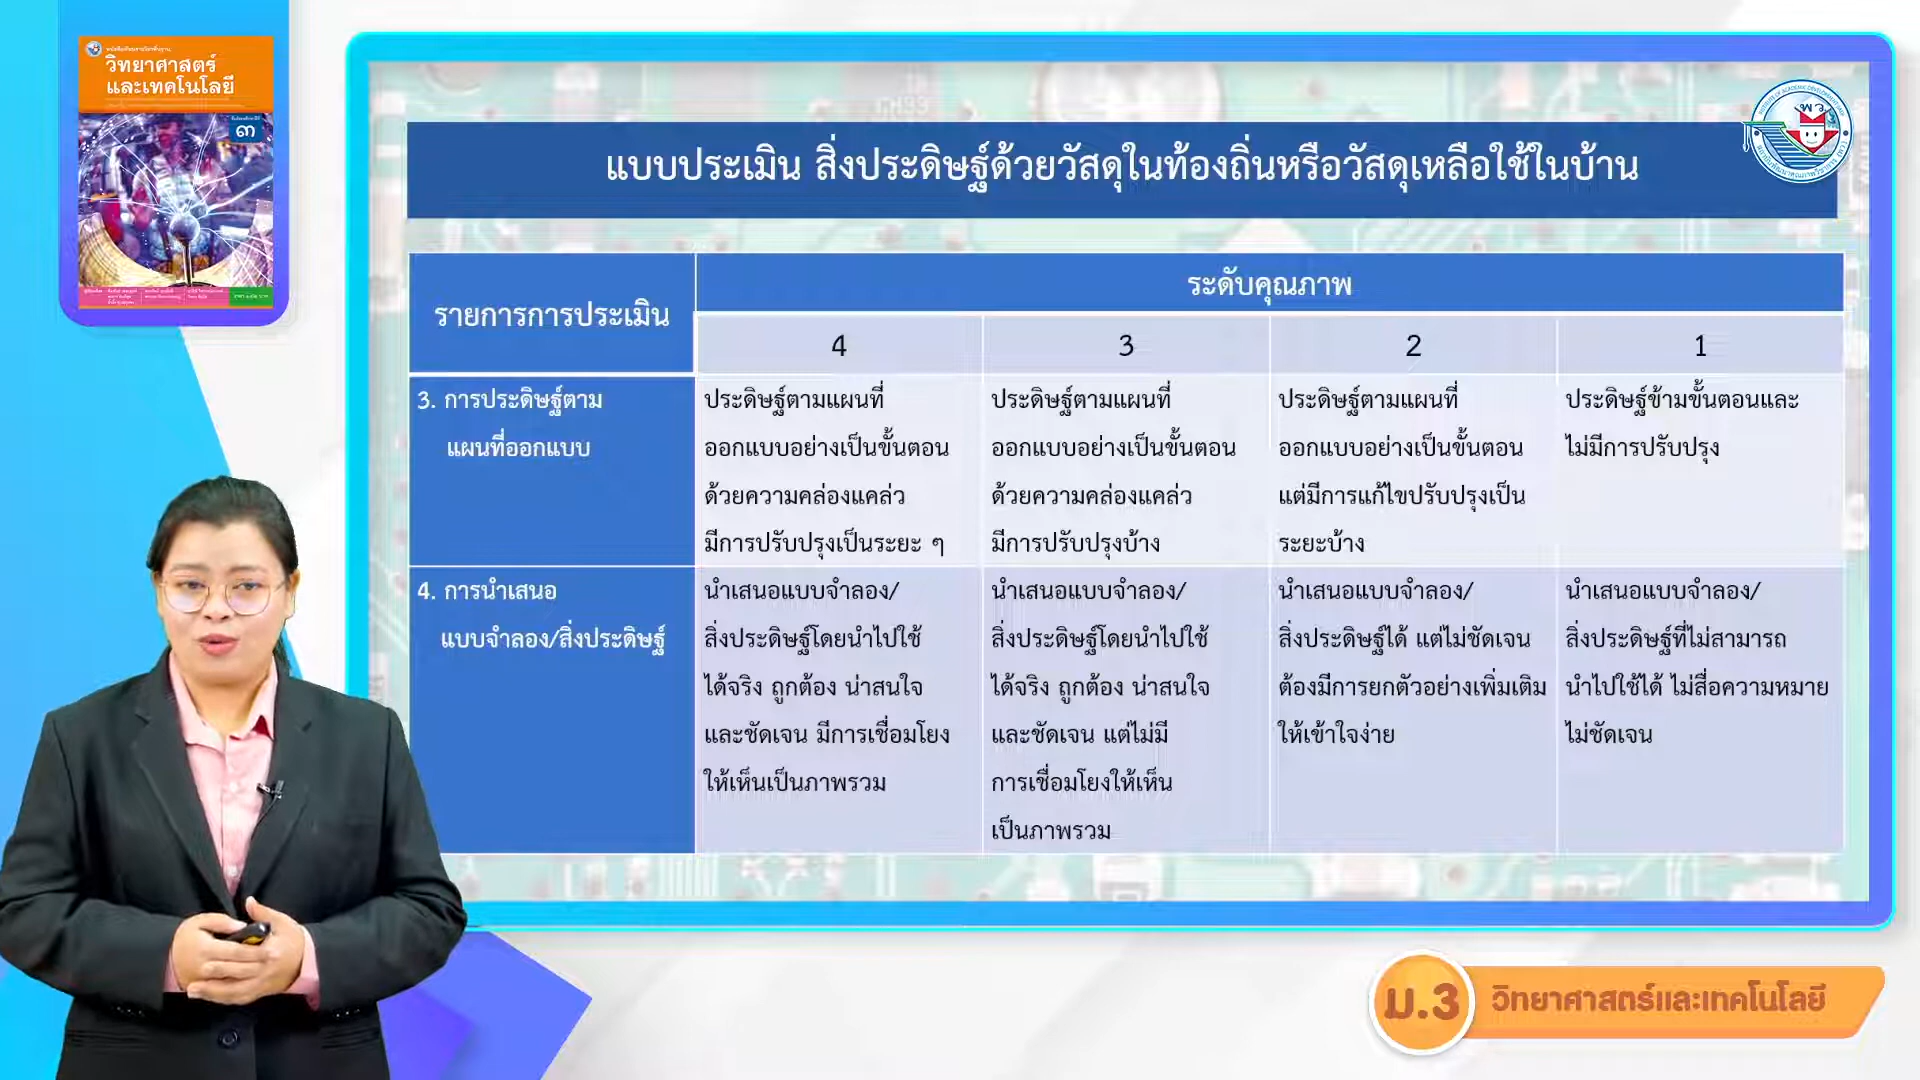 วิทยาศาสตร์
และเทคโนโลยี
๓
พว
แบบประเมิน สิ่งประดิษฐ์ด้วยวัสดุในท้องถิ่นหรือวัสดุเหลือใช้ในบ้าน
รายการการประเมิน
ระดับคุณภาพ
4
3
2
1
3. การประดิษฐ์ตาม
แผนที่ออกแบบ
ประดิษฐ์ตามแผนที่
ออกแบบอย่างเป็นขั้นตอน
ด้วยความคล่องแคล่ว
มีการปรับปรุงเป็นระยะ ๆ
ประดิษฐ์ตามแผนที่
ออกแบบอย่างเป็นขั้นตอน
ด้วยความคล่องแคล่ว
มีการปรับปรุงบ้าง
ประดิษฐ์ตามแผนที่
ออกแบบอย่างเป็นขั้นตอน
แต่มีการแก้ไขปรับปรุงเป็น
ระยะบ้าง
ประดิษฐ์ข้ามขั้นตอนและ
ไม่มีการปรับปรุง
4. การนำเสนอ
แบบจำลอง/สิ่งประดิษฐ์
นำเสนอแบบจำลอง/
สิ่งประดิษฐ์โดยนำไปใช้
ได้จริง ถูกต้อง น่าสนใจ
และชัดเจน มีการเชื่อมโยง
ให้เห็นเป็นภาพรวม
นำเสนอแบบจำลอง/
สิ่งประดิษฐ์โดยนำไปใช้
ได้จริง ถูกต้อง น่าสนใจ
และชัดเจน แต่ไม่มี
การเชื่อมโยงให้เห็น
เป็นภาพรวม
นำเสนอแบบจำลอง/
สิ่งประดิษฐ์ได้ แต่ไม่ชัดเจน
ต้องมีการยกตัวอย่างเพิ่มเติม
ให้เข้าใจง่าย
นำเสนอแบบจำลอง/
สิ่งประดิษฐ์ที่ไม่สามารถ
นำไปใช้ได้ ไม่สื่อความหมาย
ไม่ชัดเจน
ม.3
วิทยาศาสตร์และเทคโนโลยี